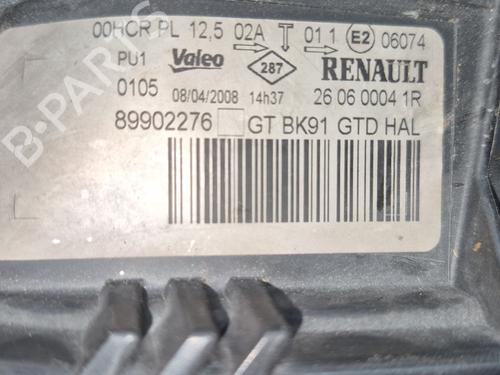 00HCR PL 12,5 02A T 01 1 E2 06074
PU1 Valeo 287 RENAULT
0105 08/04/2008 14h37 26 06 0004 1R
89902276 GT BK91 GTD HAL
B-PARTS